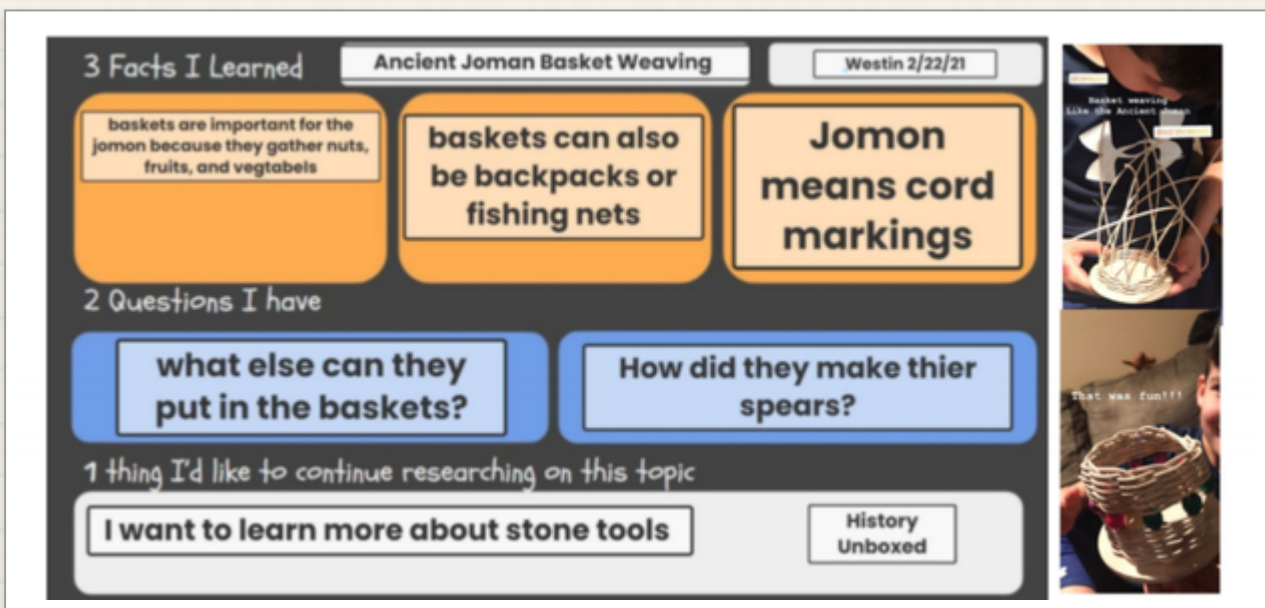 3 Facts I Learned
Ancient Joman Basket Weaving
Westin 2/22/21
baskets are important for the
jomon because they gather nuts,
fruits, and vegtabels
baskets can also
be backpacks or
fishing nets
Jomon
means cord
markings
2 Questions I have
what else can they
put in the baskets?
How did they make thier
spears?
1 thing I'd like to continue researching on this topic
I want to learn more about stone tools
History
Unboxed
Basket weaving
Like the Ancient Joman
That was fun!!!